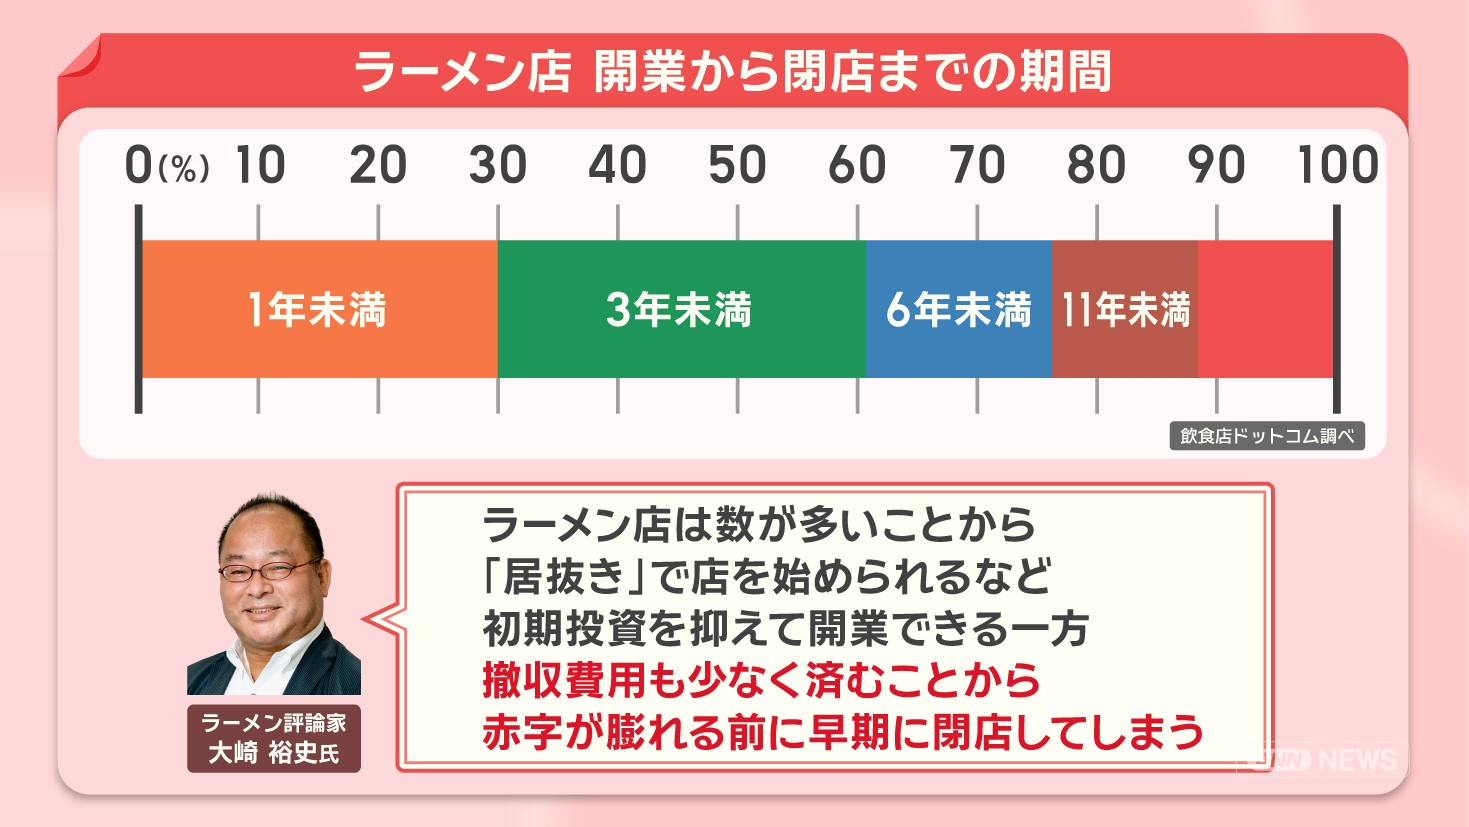 ラーメン店 開業から閉店までの期間
0(%) 10 20 30 40 50 60 70 80 90 100
1年未満 3年未満 6年未満 11年未満
飲食店ドットコム調べ
ラーメン店は数が多いことから
「居抜き」で店を始められるなど
初期投資を抑えて開業できる一方
撤収費用も少なく済むことから
赤字が膨れる前に早期に閉店してしまう
ラーメン評論家
大崎 裕史氏
JNN NEWS